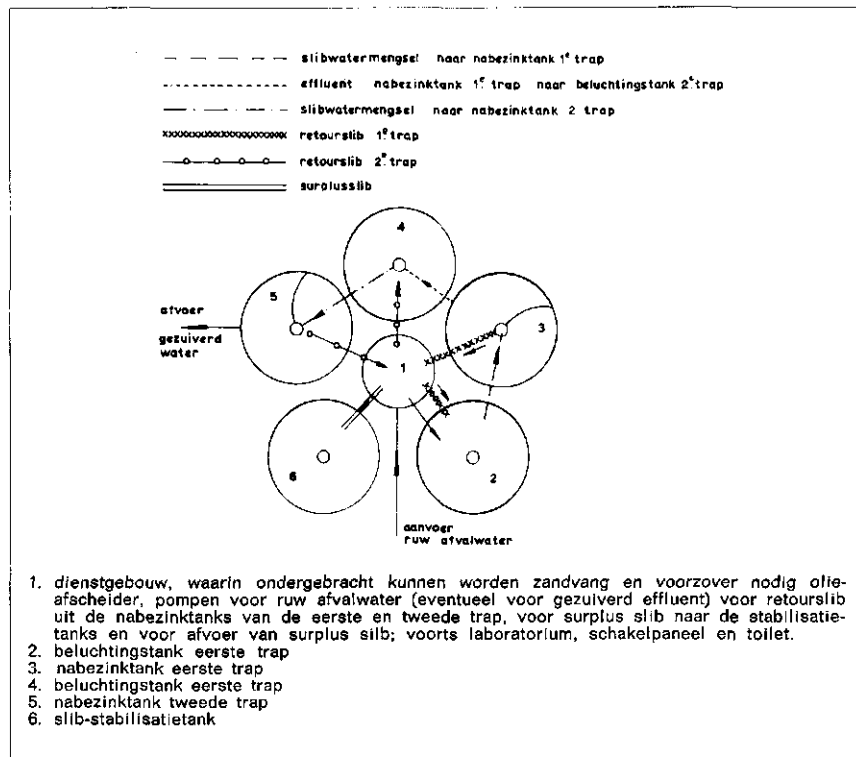 slibwatermengsel naar nabezinktank 1e trap
effluent nabezinktank 1e trap naar beluchtingstank 2e trap
slibwatermengsel naar nabezinktank 2 trap
retourslib 1e trap
retourslib 2e trap
surplusslib
4
5
3
afvoer
gezuiverd
water
1
6
2
aanvoer
ruw afvalwater
1. dienstgebouw, waarin ondergebracht kunnen worden zandvang en voorzover nodig olie-
afscheider, pompen voor ruw afvalwater (eventueel voor gezuiverd effluent) voor retourslib
uit de nabezinktanks van de eerste en tweede trap, voor surplus slib naar de stabilisatie-
tanks en voor afvoer van surplus silb; voorts laboratorium, schakelpaneel en toilet.
2. beluchtingstank eerste trap
3. nabezinktank eerste trap
4. beluchtingstank eerste trap
5. nabezinktank tweede trap
6. slib-stabilisatietank